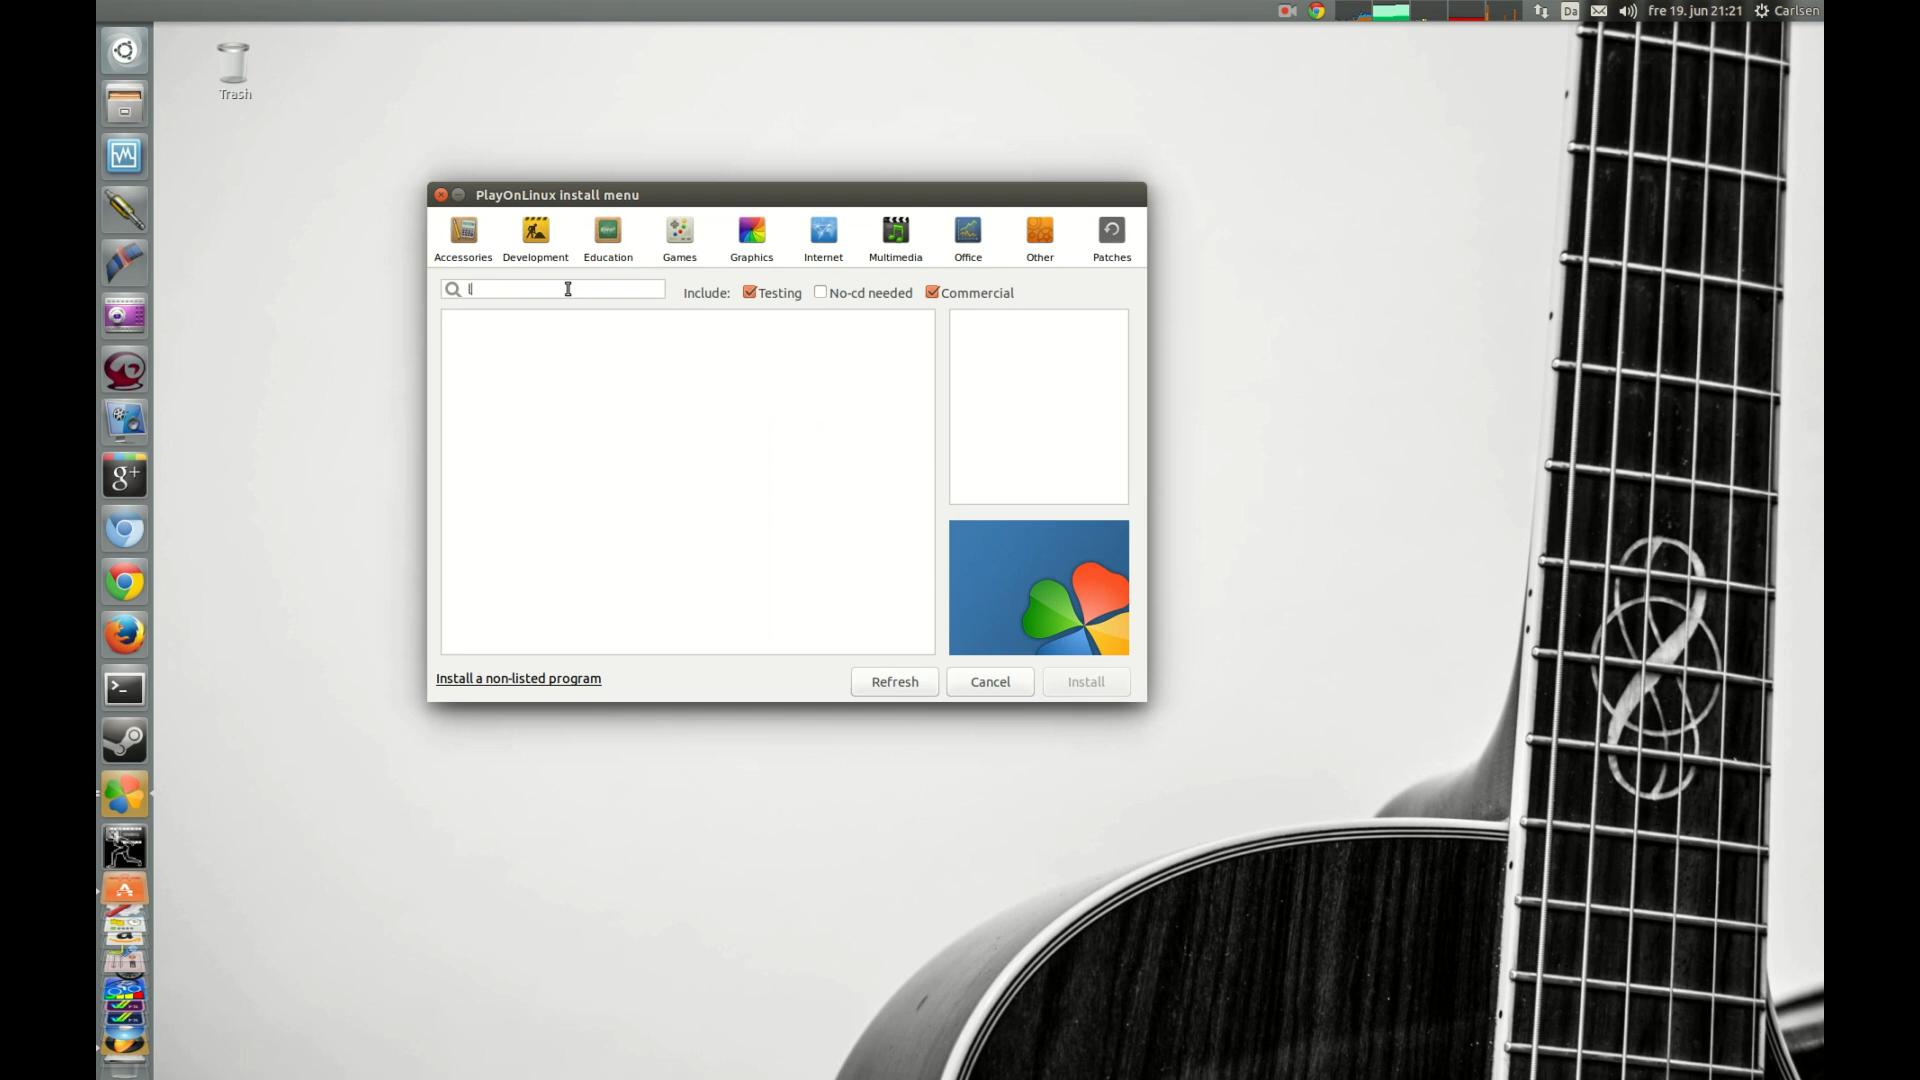 Da
fre 19. jun 21:21
Carlsen
Trash
PlayOnLinux install menu
Accessories
Development
Education
Games
Graphics
Internet
Multimedia
Office
Other
Patches
l
Include:
Testing
No-cd needed
Commercial
Install a non-listed program
Refresh
Cancel
Install
g+
>_